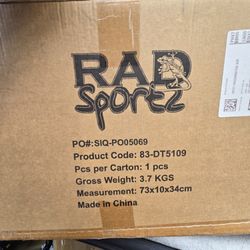 RAD
Sportz
PO#:SIQ-PO05069
Product Code: 83-DT5109
Pcs per Carton: 1 pcs
Gross Weight: 3.7 KGS
Measurement: 73x10x34cm
Made in China